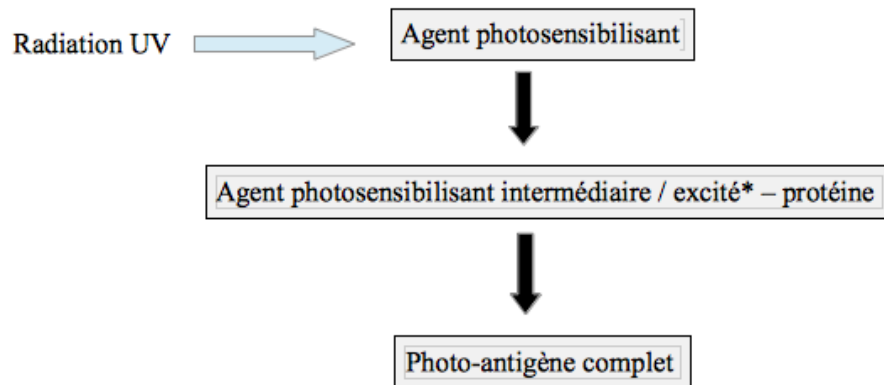 Radiation UV
Agent photosensibilisant
Agent photosensibilisant intermédiaire / excité* – protéine
Photo-antigène complet